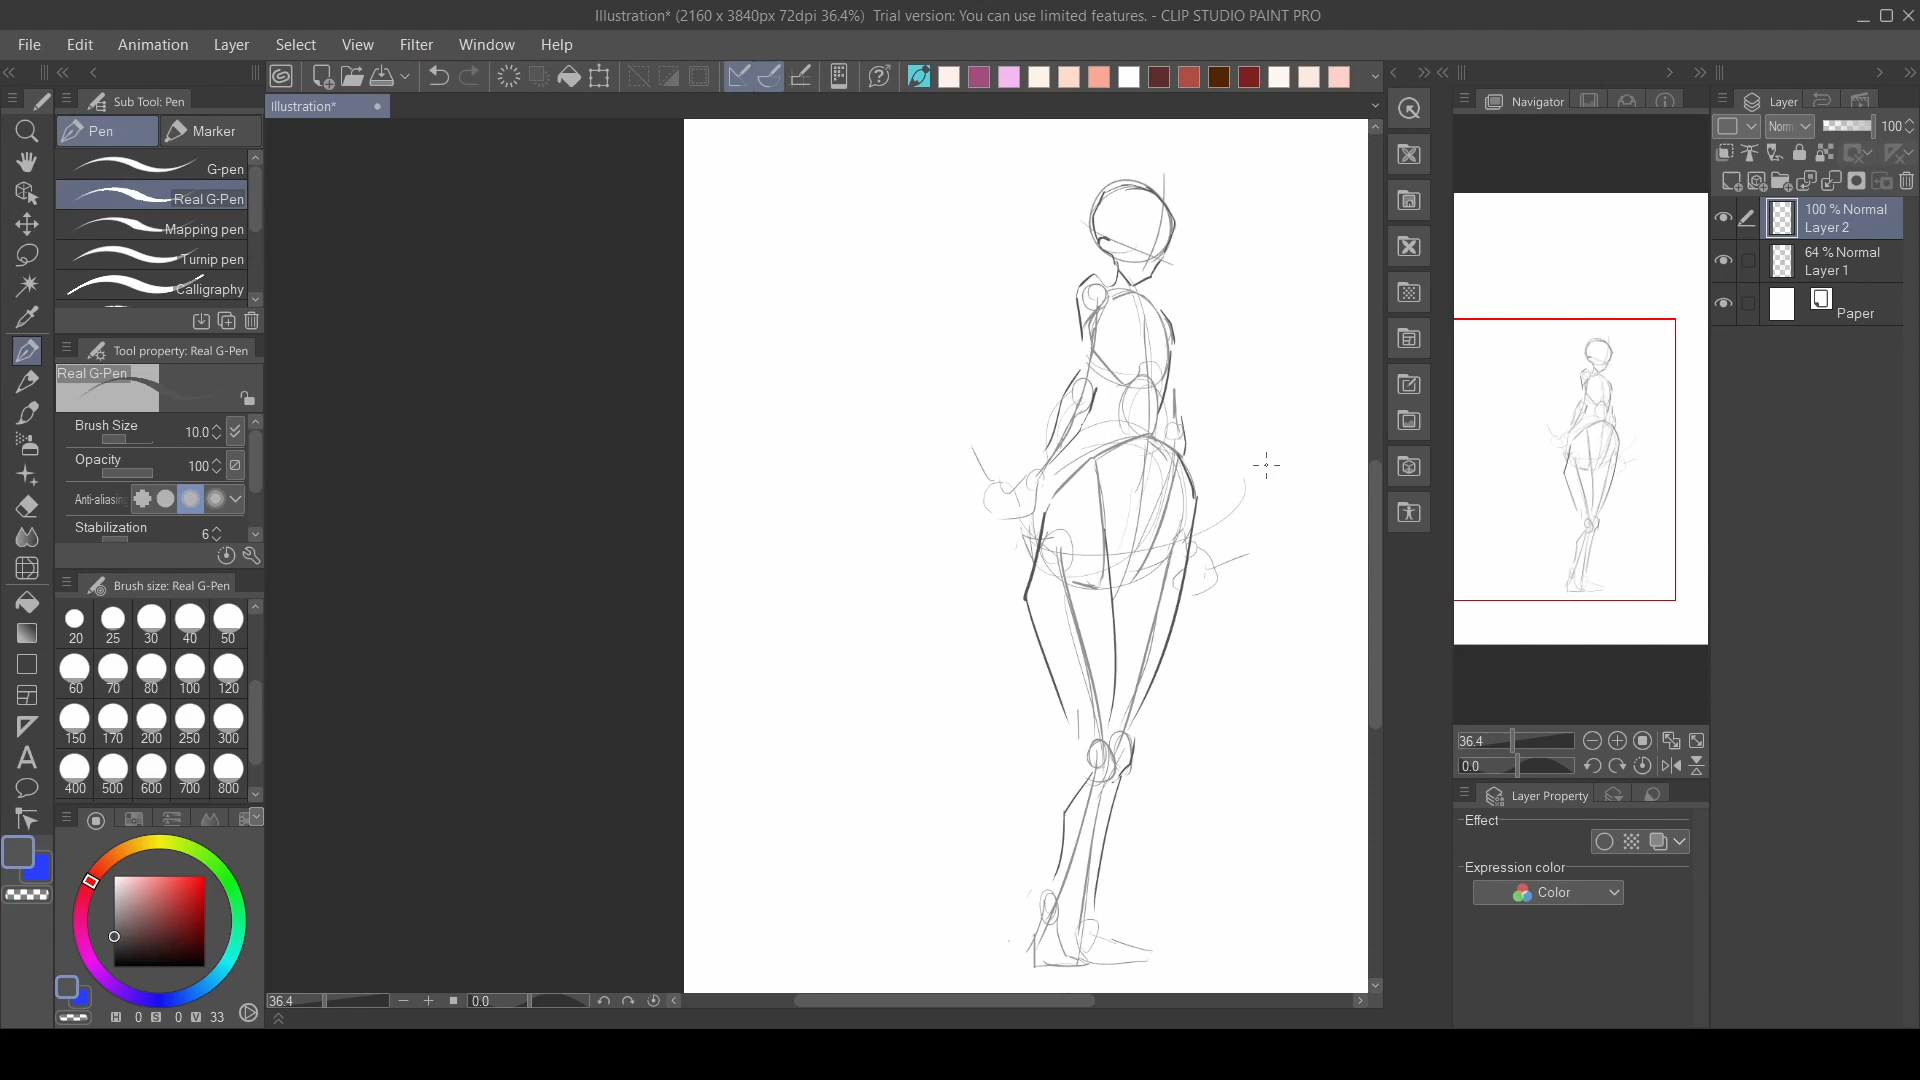 Illustration* (2160 x 3840px 72dpi 36.4%)  Trial version: You can use limited features. - CLIP STUDIO PAINT PRO
File Edit Animation Layer Select View Filter Window Help
Sub Tool: Pen
Illustration*
Navigator
Layer
Pen
Marker
Norm
100
G-pen
Real G-Pen
Mapping pen
Turnip pen
Calligraphy
100 % Normal
Layer 2
64 % Normal
Layer 1
Paper
Tool property: Real G-Pen
Real G-Pen
Brush Size 10.0
Opacity 100
Anti-aliasing
Stabilization 6
Brush size: Real G-Pen
20 25 30 40 50
60 70 80 100 120
150 170 200 250 300
400 500 600 700 800
36.4
0.0
Layer Property
Effect
Expression color
Color
H 0 S 0 V 33
36.4
0.0